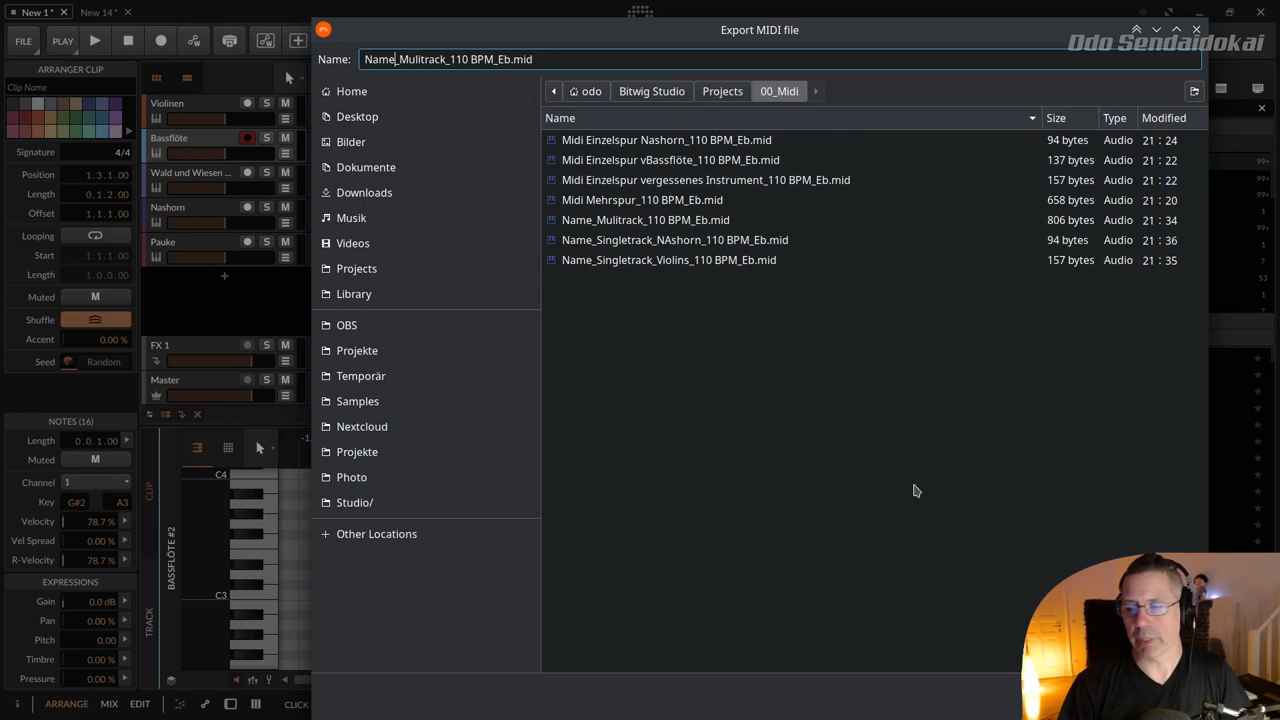 New 1*
New 14*
FILE
PLAY
ARRANGER CLIP
Clip Name
Signature 4/4
Position 1.3.1.00
Length 0.1.2.00
Offset 1.1.1.00
Looping
Start 1.1.1.00
Length 1.0.0.00
Muted M
Shuffle
Accent 0.00 %
Seed Random
NOTES (16)
Length 0.0.1.00
Muted M
Channel 1
Key G#2 A3
Velocity 78.7 %
Vel Spread 0.00 %
R-Velocity 78.7 %
EXPRESSIONS
Gain 0.0 dB
Pan 0.00 %
Pitch 0.00
Timbre 0.00 %
Pressure 0.00 %
Violinen S M
Bassflöte S M
Wald und Wiesen ... S M
Nashorn S M
Pauke S M
+
FX 1 S M
Master S M
CLIP
TRACK
BASSFLÖTE #2
C4
C3
ARRANGE MIX EDIT
CLICK
Export MIDI file
Odo Sendaidokai
Name: Name_Mulitrack_110 BPM_Eb.mid
Home
Desktop
Bilder
Dokumente
Downloads
Musik
Videos
Projects
Library
OBS
Projekte
Temporär
Samples
Nextcloud
Projekte
Photo
Studio/
+ Other Locations
odo Bitwig Studio Projects 00_Midi
Name Size Type Modified
Midi Einzelspur Nashorn_110 BPM_Eb.mid 94 bytes Audio 21 : 24
Midi Einzelspur vBassflöte_110 BPM_Eb.mid 137 bytes Audio 21 : 22
Midi Einzelspur vergessenes Instrument_110 BPM_Eb.mid 157 bytes Audio 21 : 22
Midi Mehrspur_110 BPM_Eb.mid 658 bytes Audio 21 : 20
Name_Mulitrack_110 BPM_Eb.mid 806 bytes Audio 21 : 34
Name_Singletrack_NAshorn_110 BPM_Eb.mid 94 bytes Audio 21 : 36
Name_Singletrack_Violins_110 BPM_Eb.mid 157 bytes Audio 21 : 35
99+
99+
99+
99+
1
7
53
1